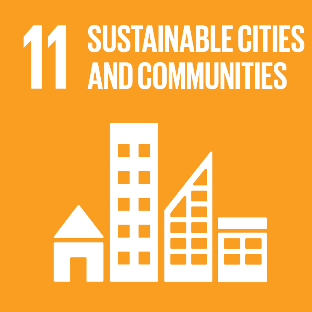 11 SUSTAINABLE CITIES
AND COMMUNITIES